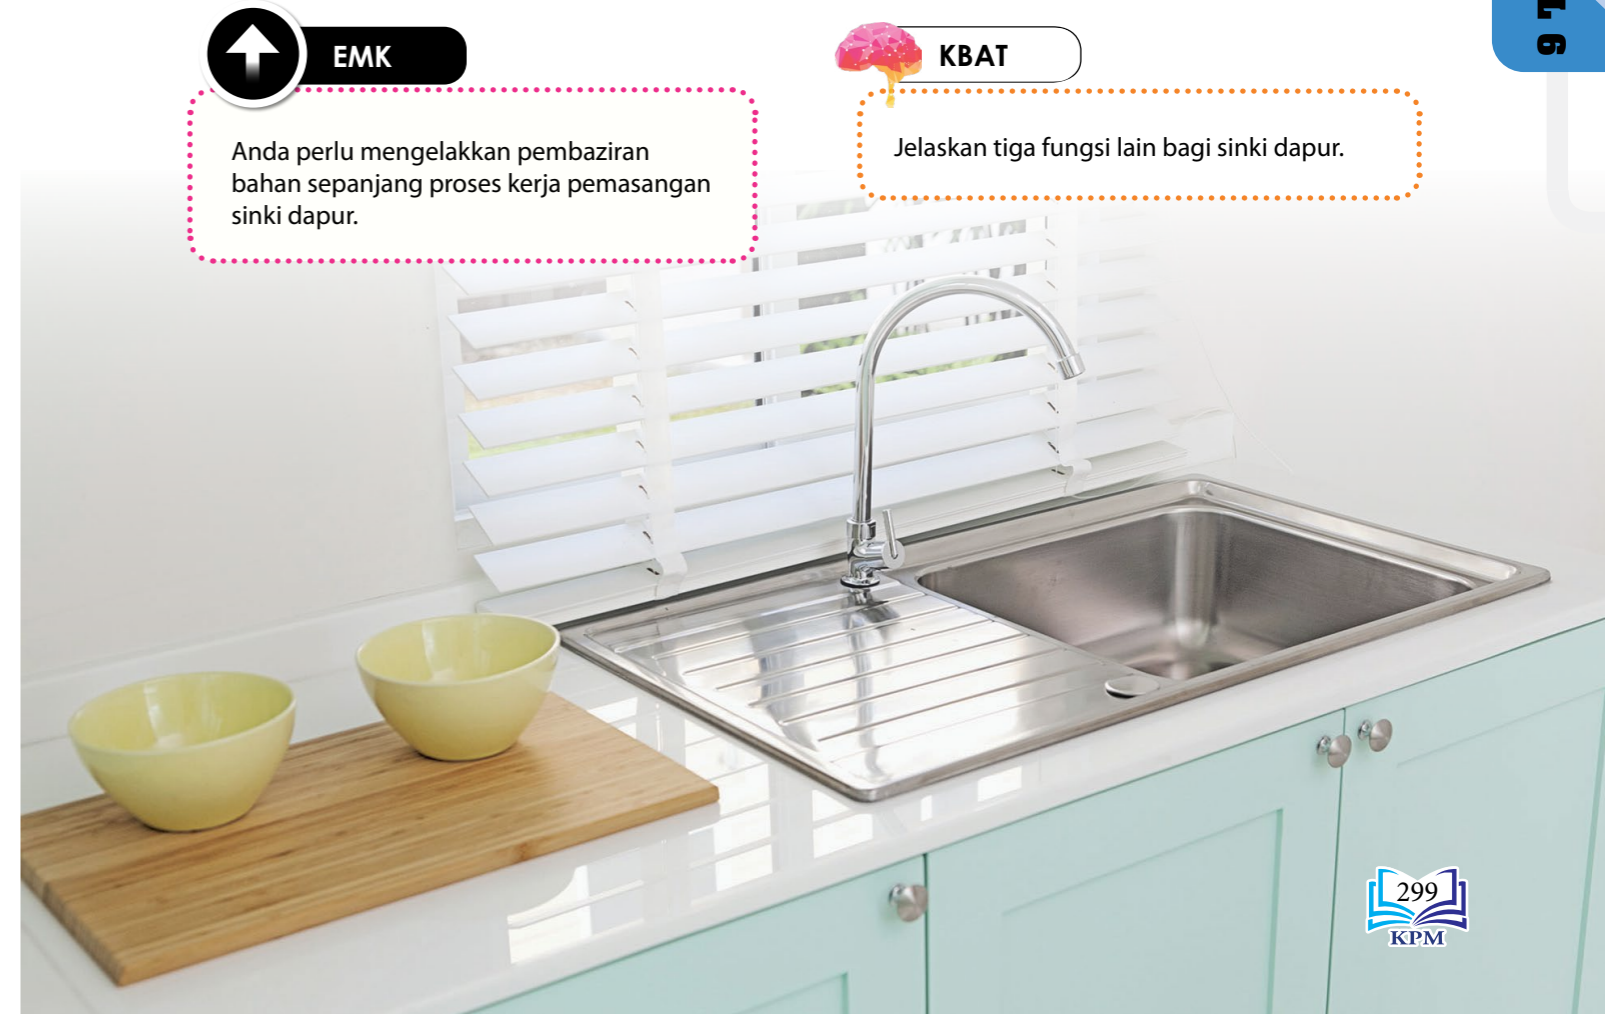 EMK
Anda perlu mengelakkan pembaziran
bahan sepanjang proses kerja pemasangan
sinki dapur.
KBAT
Jelaskan tiga fungsi lain bagi sinki dapur.
299
KPM